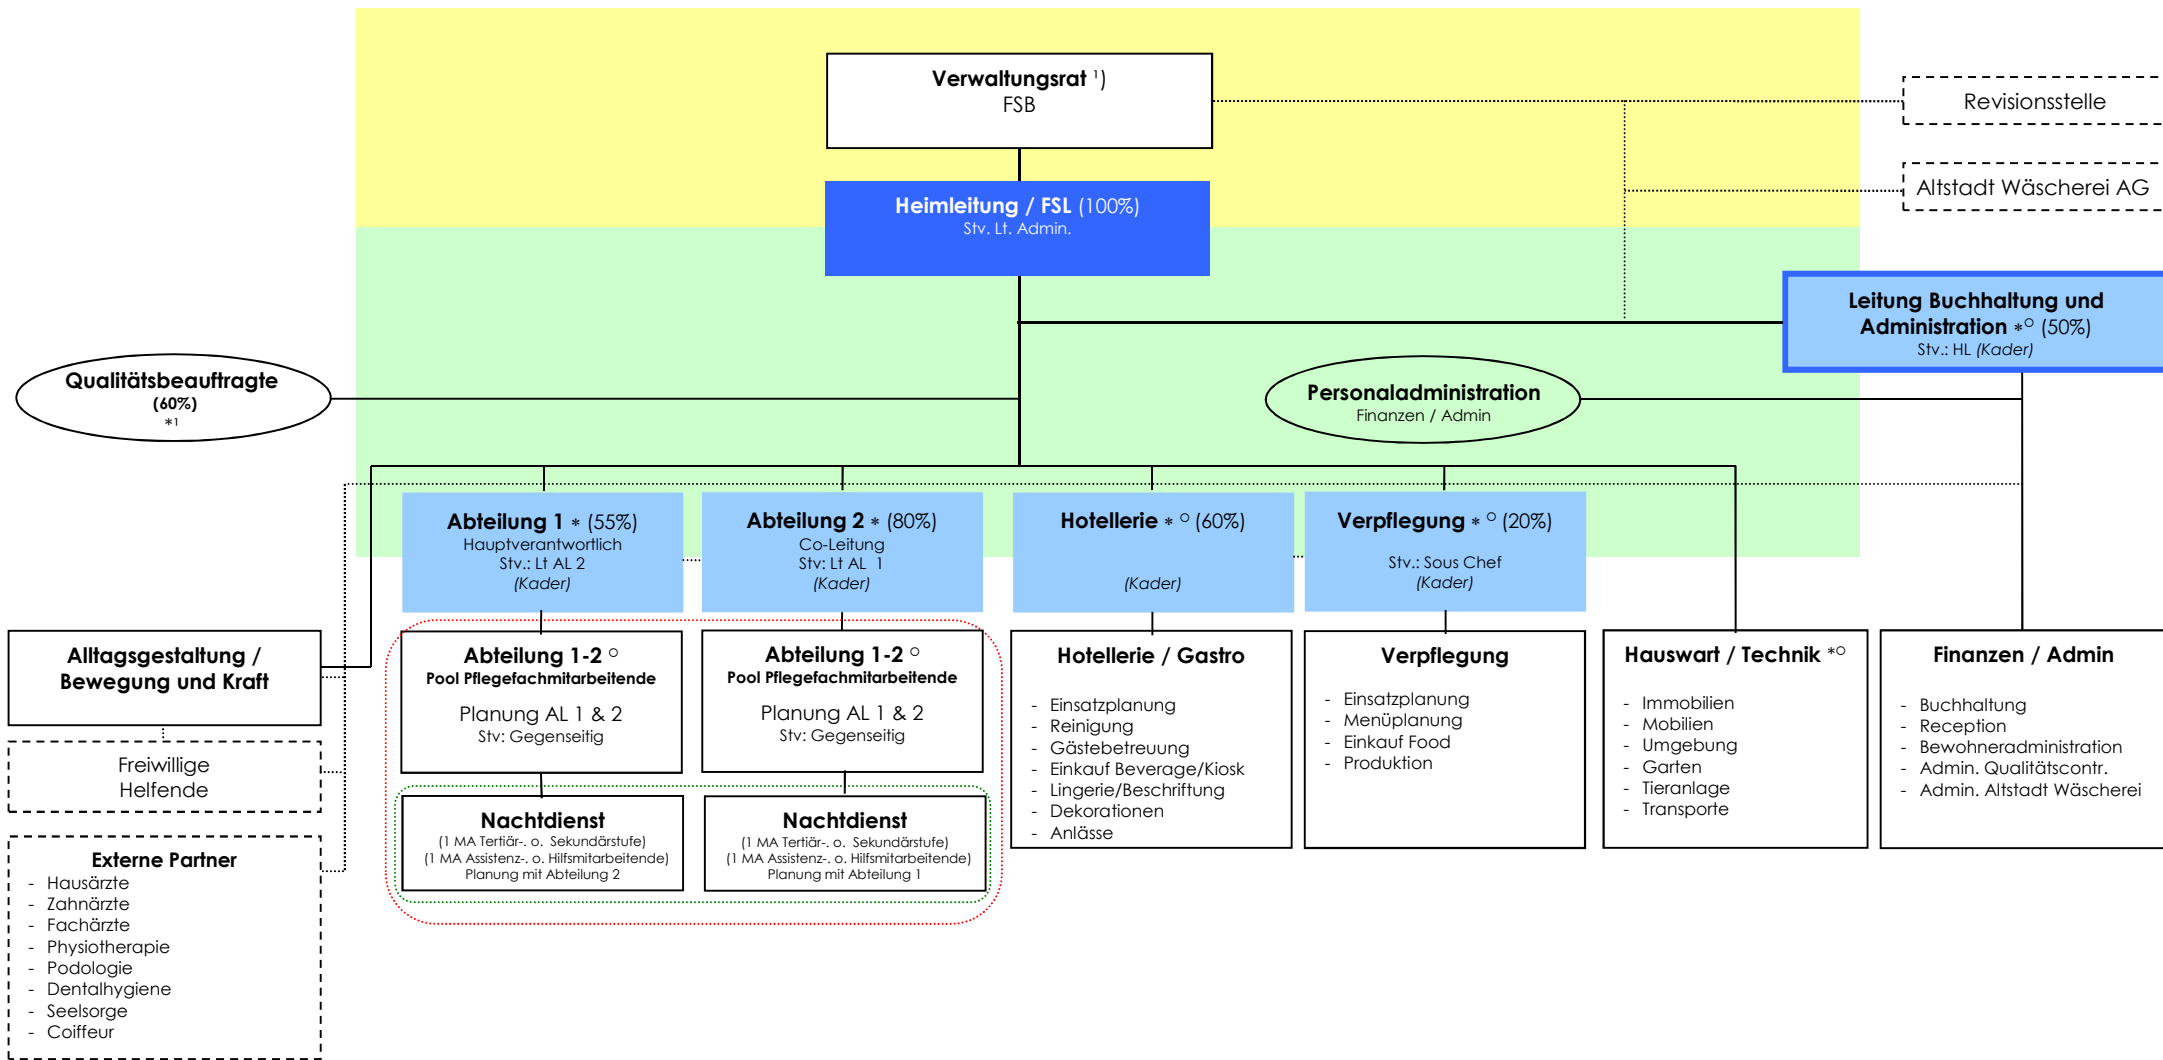 Verwaltungsrat ¹)
FSB
Revisionsstelle
Altstadt Wäscherei AG
Heimleitung / FSL (100%)
Stv. Lt. Admin.
Leitung Buchhaltung und
Administration *○ (50%)
Stv.: HL (Kader)
Qualitätsbeauftragte
(60%)
*¹
Personaladministration
Finanzen / Admin
Abteilung 1 * (55%)
Hauptverantwortlich
Stv.: Lt AL 2
(Kader)
Abteilung 2 * (80%)
Co-Leitung
Stv: Lt AL 1
(Kader)
Hotellerie * ○ (60%)
(Kader)
Verpflegung * ○ (20%)
Stv.: Sous Chef
(Kader)
Alltagsgestaltung /
Bewegung und Kraft
Freiwillige
Helfende
Externe Partner
- Hausärzte
- Zahnärzte
- Fachärzte
- Physiotherapie
- Podologie
- Dentalhygiene
- Seelsorge
- Coiffeur
Abteilung 1-2 ○
Pool Pflegefachmitarbeitende
Planung AL 1 & 2
Stv: Gegenseitig
Nachtdienst
(1 MA Tertiär-. o. Sekundärstufe)
(1 MA Assistenz-. o. Hilfsmitarbeitende)
Planung mit Abteilung 2
Abteilung 1-2 ○
Pool Pflegefachmitarbeitende
Planung AL 1 & 2
Stv: Gegenseitig
Nachtdienst
(1 MA Tertiär-. o. Sekundärstufe)
(1 MA Assistenz-. o. Hilfsmitarbeitende)
Planung mit Abteilung 1
Hotellerie / Gastro
- Einsatzplanung
- Reinigung
- Gästebetreuung
- Einkauf Beverage/Kiosk
- Lingerie/Beschriftung
- Dekorationen
- Anlässe
Verpflegung
- Einsatzplanung
- Menüplanung
- Einkauf Food
- Produktion
Hauswart / Technik *○
- Immobilien
- Mobilien
- Umgebung
- Garten
- Tieranlage
- Transporte
Finanzen / Admin
- Buchhaltung
- Reception
- Bewohneradministration
- Admin. Qualitätscontr.
- Admin. Altstadt Wäscherei